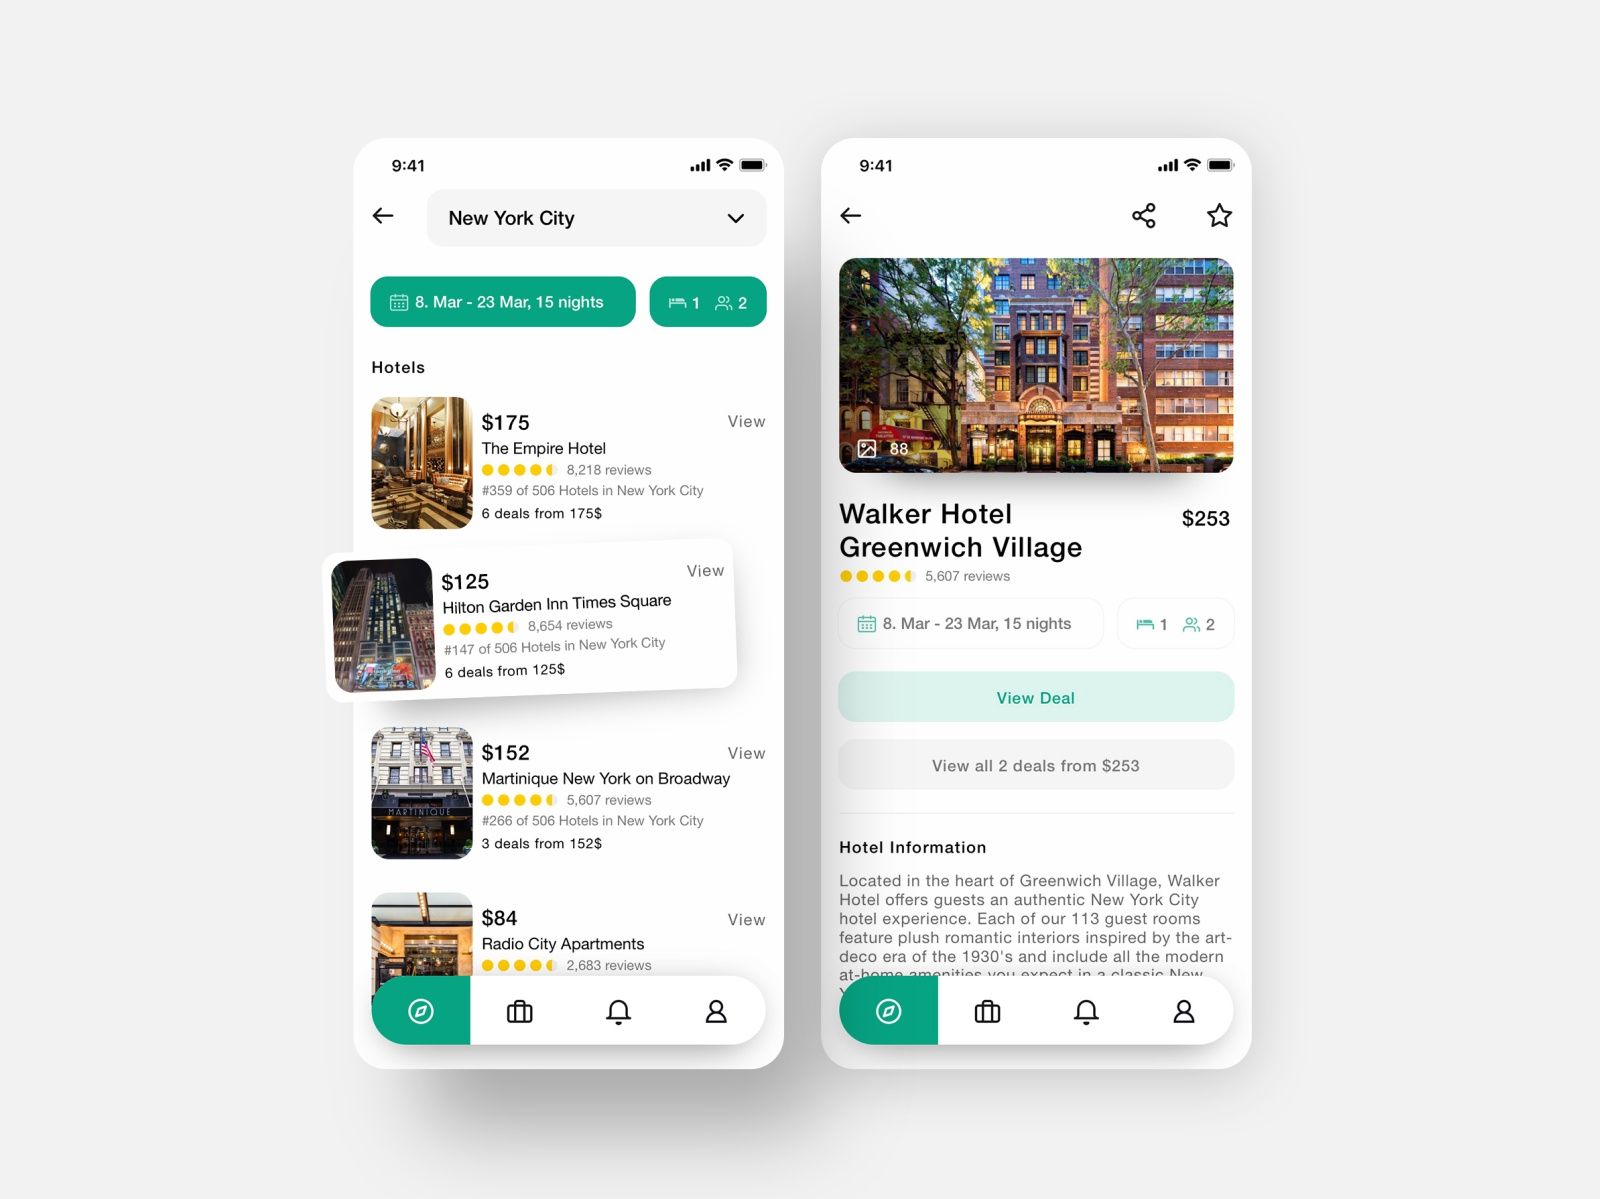 9:41
New York City
8. Mar - 23 Mar, 15 nights
1
2
Hotels
$175
View
The Empire Hotel
8,218 reviews
#359 of 506 Hotels in New York City
6 deals from 175$
$125
View
Hilton Garden Inn Times Square
8,654 reviews
#147 of 506 Hotels in New York City
6 deals from 125$
MARTINIQUE
$152
View
Martinique New York on Broadway
5,607 reviews
#266 of 506 Hotels in New York City
3 deals from 152$
$84
View
Radio City Apartments
2,683 reviews
9:41
88
Walker Hotel
Greenwich Village
$253
5,607 reviews
8. Mar - 23 Mar, 15 nights
1
2
View Deal
View all 2 deals from $253
Hotel Information
Located in the heart of Greenwich Village, Walker
Hotel offers guests an authentic New York City
hotel experience. Each of our 113 guest rooms
feature plush romantic interiors inspired by the art-
deco era of the 1930's and include all the modern
at-home amenities you expect in a classic New